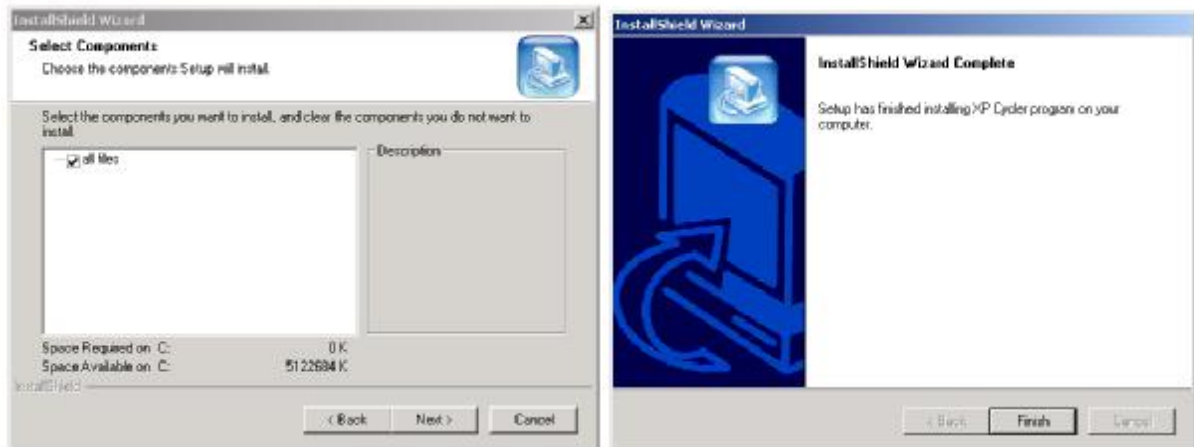 InstallShield Wizard
Select Components
Choose the components Setup will install.
Select the components you want to install, and clear the components you do not want to
install.
all files
Description
Space Required on C: 0 K
Space Available on C: 5122684 K
InstallShield
< Back Next > Cancel
InstallShield Wizard
InstallShield Wizard Complete
Setup has finished installing XP Cycler program on your
computer.
< Back Finish Cancel